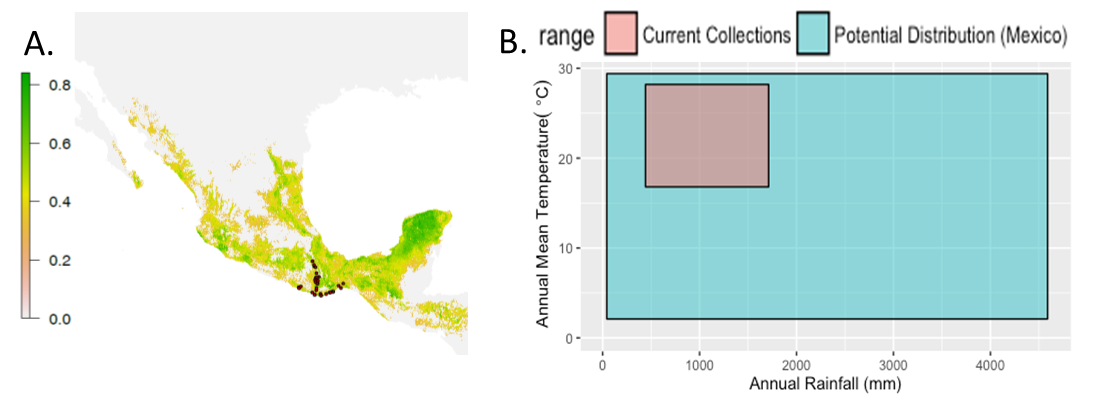 A.
0.8
0.6
0.4
0.2
0.0
B. range Current Collections Potential Distribution (Mexico)
Annual Mean Temperature( °C)
30
20
10
0
0 1000 2000 3000 4000
Annual Rainfall (mm)